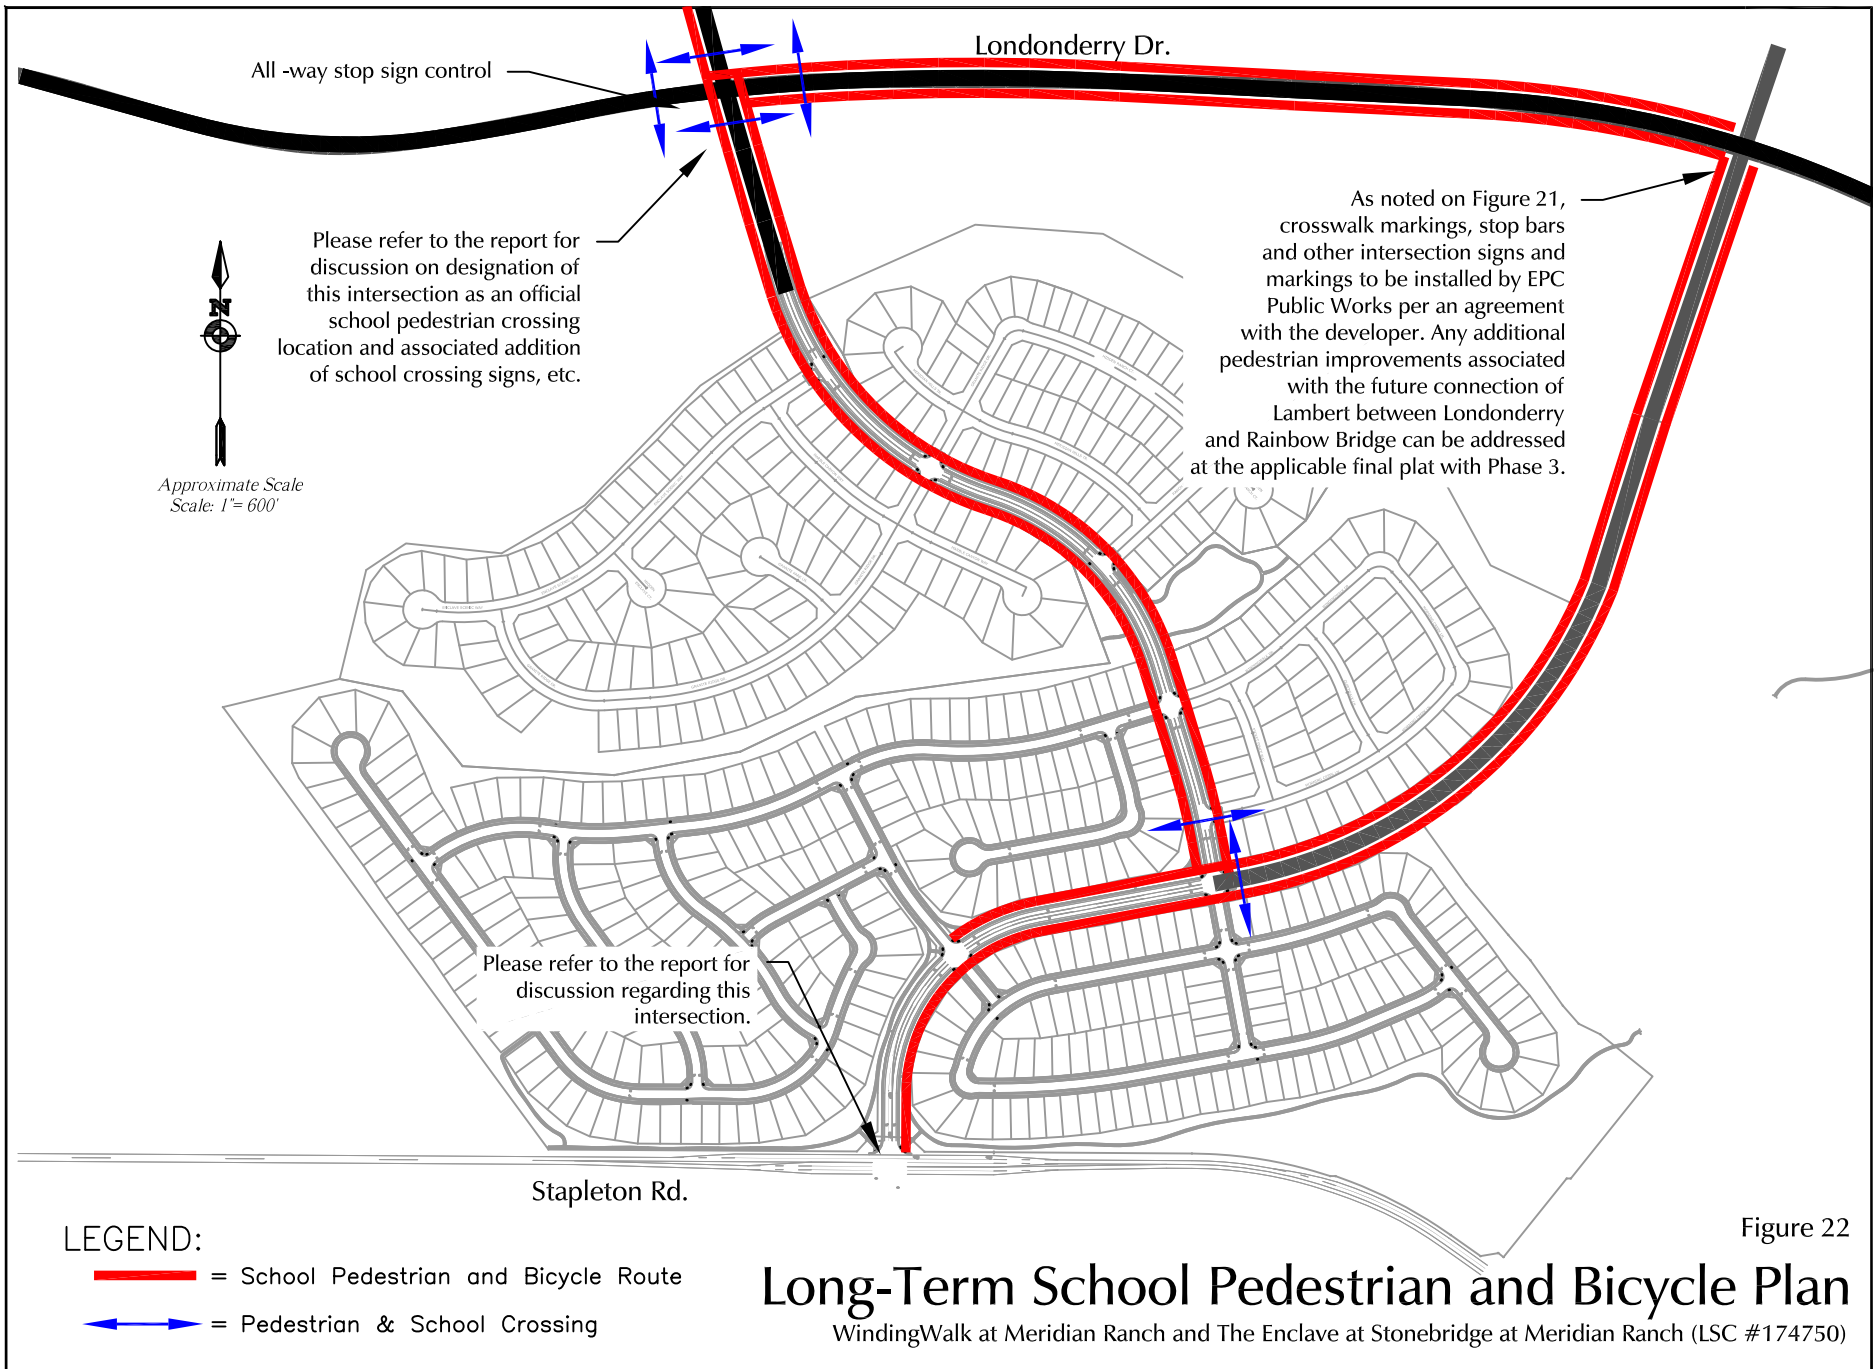 Londonderry Dr.
All -way stop sign control
Please refer to the report for
discussion on designation of
this intersection as an official
school pedestrian crossing
location and associated addition
of school crossing signs, etc.
As noted on Figure 21,
crosswalk markings, stop bars
and other intersection signs and
markings to be installed by EPC
Public Works per an agreement
with the developer. Any additional
pedestrian improvements associated
with the future connection of
Lambert between Londonderry
and Rainbow Bridge can be addressed
at the applicable final plat with Phase 3.
N
Approximate Scale
Scale: 1"= 600'
Please refer to the report for
discussion regarding this
intersection.
Stapleton Rd.
LEGEND:
= School Pedestrian and Bicycle Route
= Pedestrian & School Crossing
Figure 22
Long-Term School Pedestrian and Bicycle Plan
WindingWalk at Meridian Ranch and The Enclave at Stonebridge at Meridian Ranch (LSC #174750)